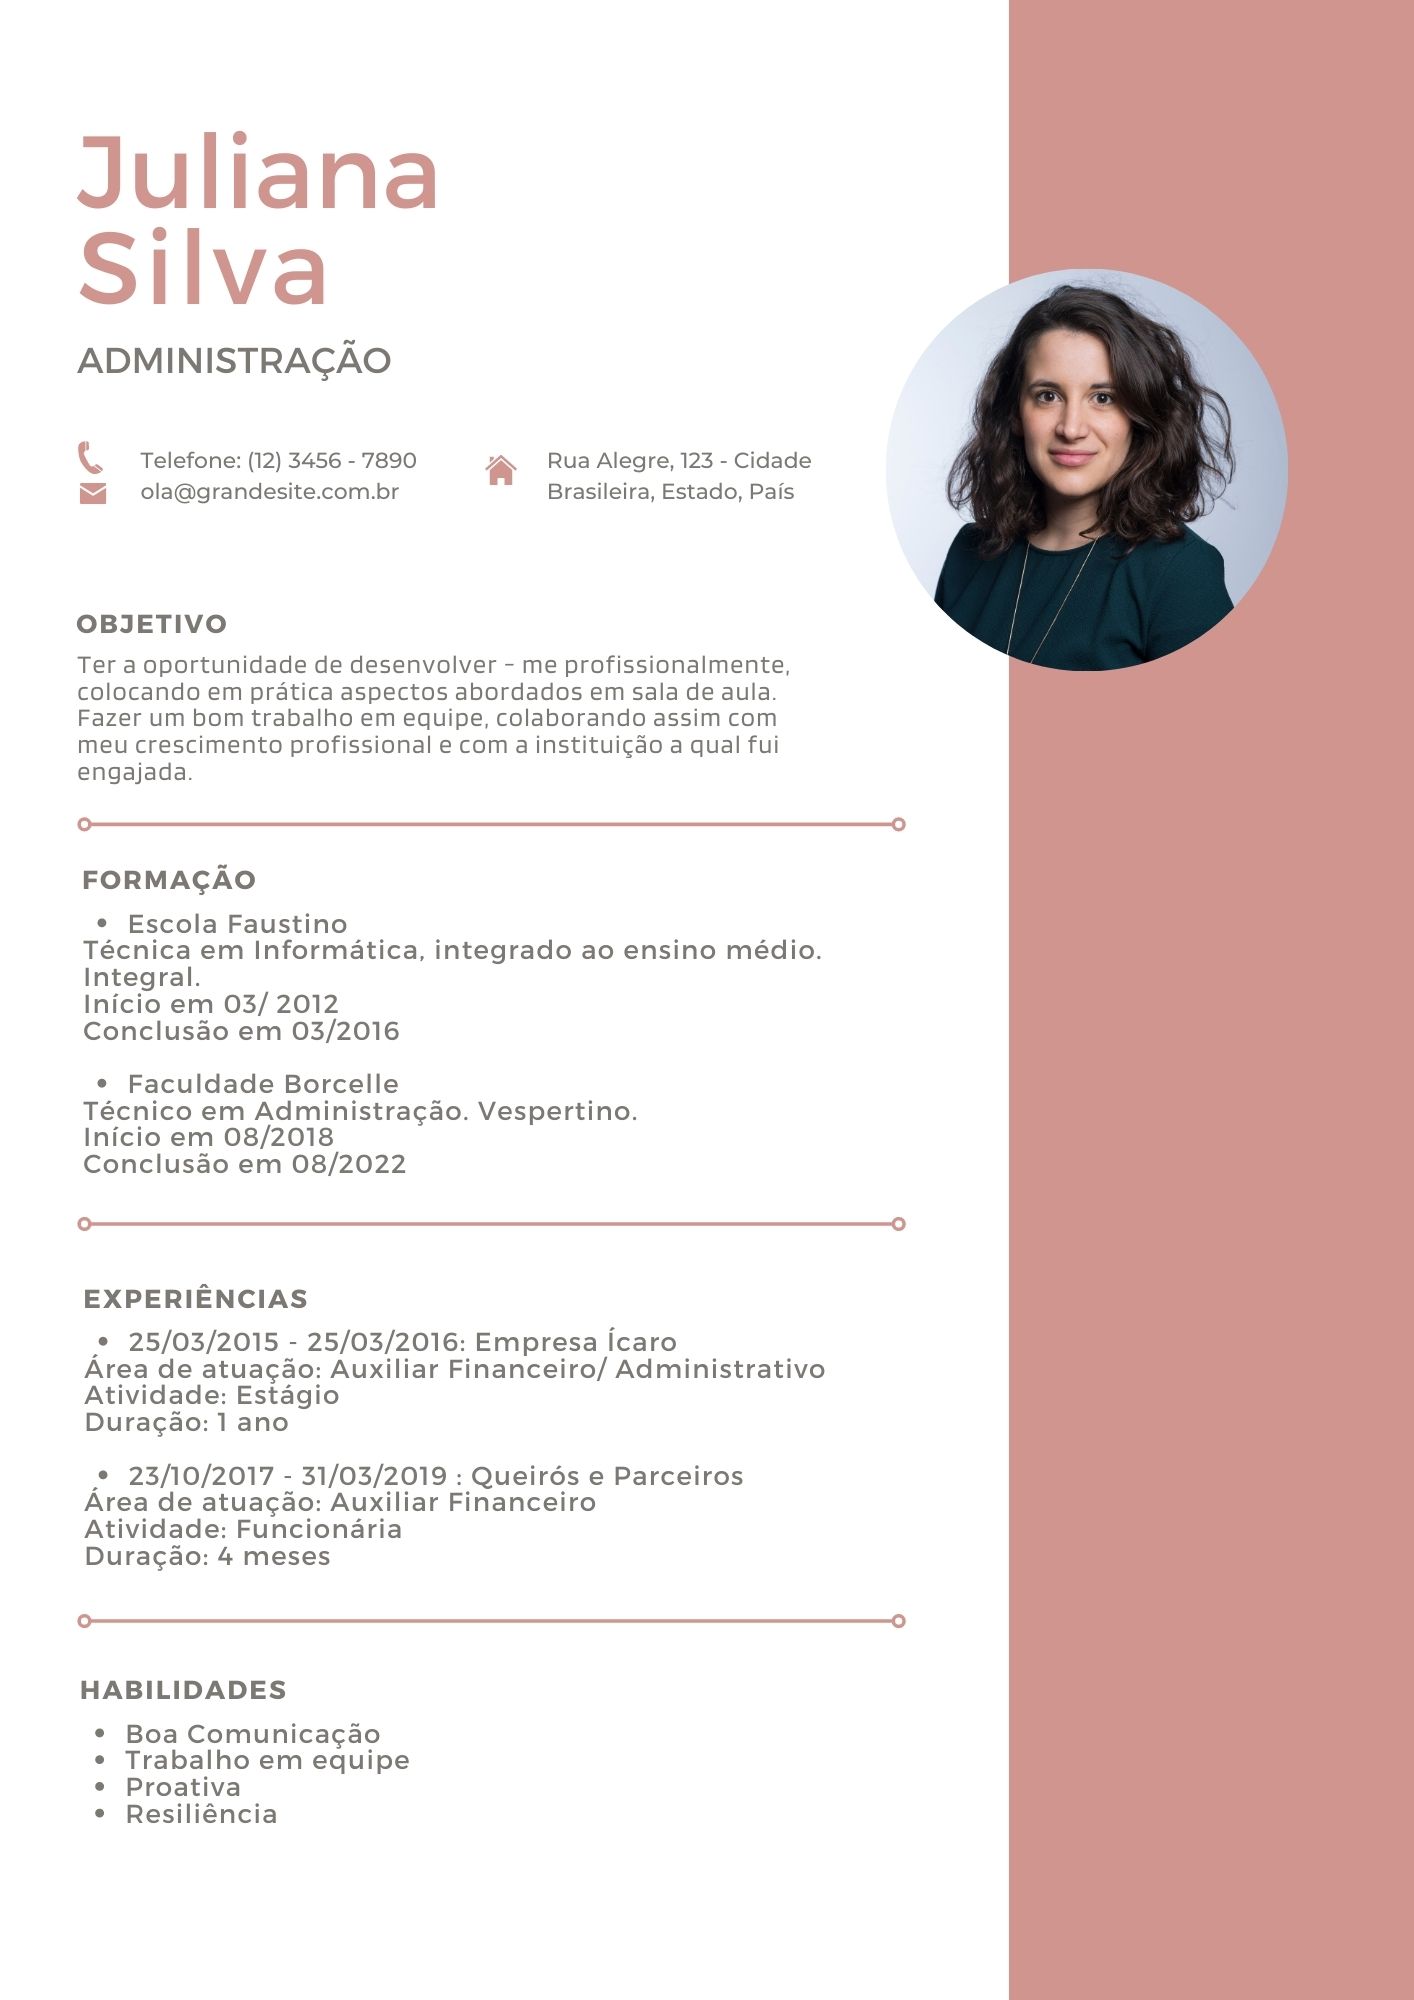 Juliana
Silva
ADMINISTRAÇÃO
Telefone: (12) 3456 - 7890
ola@grandesite.com.br
Rua Alegre, 123 - Cidade
Brasileira, Estado, País
OBJETIVO
Ter a oportunidade de desenvolver - me profissionalmente,
colocando em prática aspectos abordados em sala de aula.
Fazer um bom trabalho em equipe, colaborando assim com
meu crescimento profissional e com a instituição a qual fui
engajada.
FORMAÇÃO
• Escola Faustino
Técnica em Informática, integrado ao ensino médio.
Integral.
Início em 03/ 2012
Conclusão em 03/2016
• Faculdade Borcelle
Técnico em Administração. Vespertino.
Início em 08/2018
Conclusão em 08/2022
EXPERIÊNCIAS
• 25/03/2015 - 25/03/2016: Empresa Ícaro
Área de atuação: Auxiliar Financeiro/ Administrativo
Atividade: Estágio
Duração: 1 ano
• 23/10/2017 - 31/03/2019 : Queirós e Parceiros
Área de atuação: Auxiliar Financeiro
Atividade: Funcionária
Duração: 4 meses
HABILIDADES
• Boa Comunicação
• Trabalho em equipe
• Proativa
• Resiliência